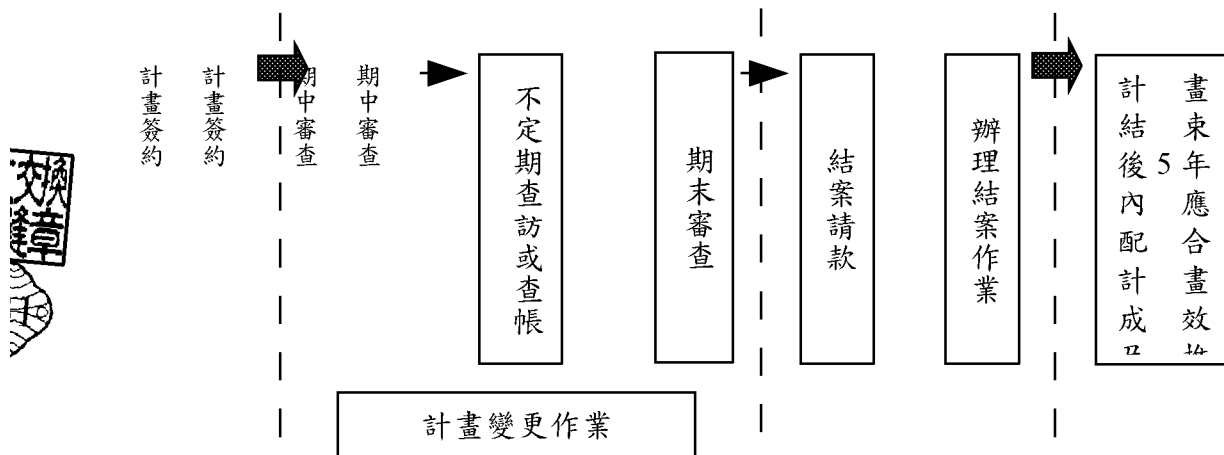 計畫簽約
計畫簽約
期中審查
期中審查
不定期查訪或查帳
期末審查
結案請款
辦理結案作業
計畫
結束
後5年
內應
配合
計畫
成效
計畫變更作業
換
章